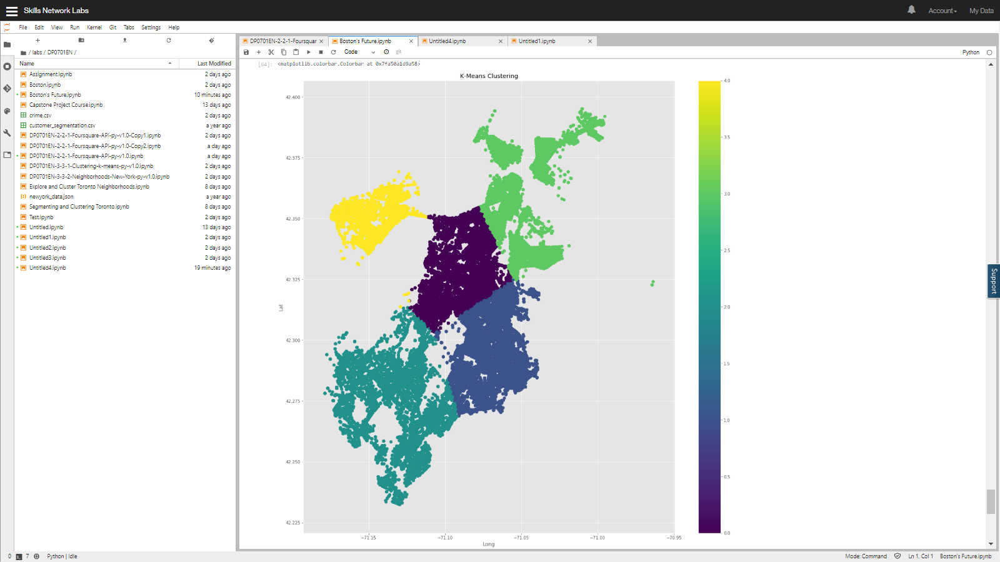 Skills Network Labs
Account
My Data
File Edit View Run Kernel Git Tabs Settings Help
/ labs / DP0701EN /
Name Last Modified
Assignment.ipynb 2 days ago
Boston.ipynb 2 days ago
Boston's Future.ipynb 10 minutes ago
Capstone Project Course.ipynb 13 days ago
crime.csv 2 days ago
customer_segmentation.csv a year ago
DP0701EN-2-2-1-Foursquare-API-py-v1.0-Copy1.ipynb 2 days ago
DP0701EN-2-2-1-Foursquare-API-py-v1.0-Copy2.ipynb a day ago
DP0701EN-2-2-1-Foursquare-API-py-v1.0.ipynb a day ago
DP0701EN-3-3-1-Clustering-k-means-py-v1.0.ipynb 2 days ago
DP0701EN-3-3-2-Neighborhoods-New-York-py-v1.0.ipynb 2 days ago
Explore and Cluster Toronto Neighborhoods.ipynb 8 days ago
newyork_data.json a year ago
Segmenting and Clustering Toronto.ipynb 8 days ago
Test.ipynb 2 days ago
Untitled.ipynb 13 days ago
Untitled1.ipynb 2 days ago
Untitled2.ipynb 2 days ago
Untitled3.ipynb 2 days ago
Untitled4.ipynb 19 minutes ago
DP0701EN-2-2-1-Foursquar
Boston's Future.ipynb
Untitled4.ipynb
Untitled1.ipynb
Code
git
Python
[64]: <matplotlib.colorbar.Colorbar at 0x7fa50a1d9a58>
K-Means Clustering
42.400
42.375
42.350
42.325
42.300
42.275
42.250
42.225
Lat
−71.15 −71.10 −71.05 −71.00 −70.95
Long
4.0
3.5
3.0
2.5
2.0
1.5
1.0
0.5
0.0
Support
0 7 Python | Idle
Mode: Command Ln 1, Col 1 Boston's Future.ipynb